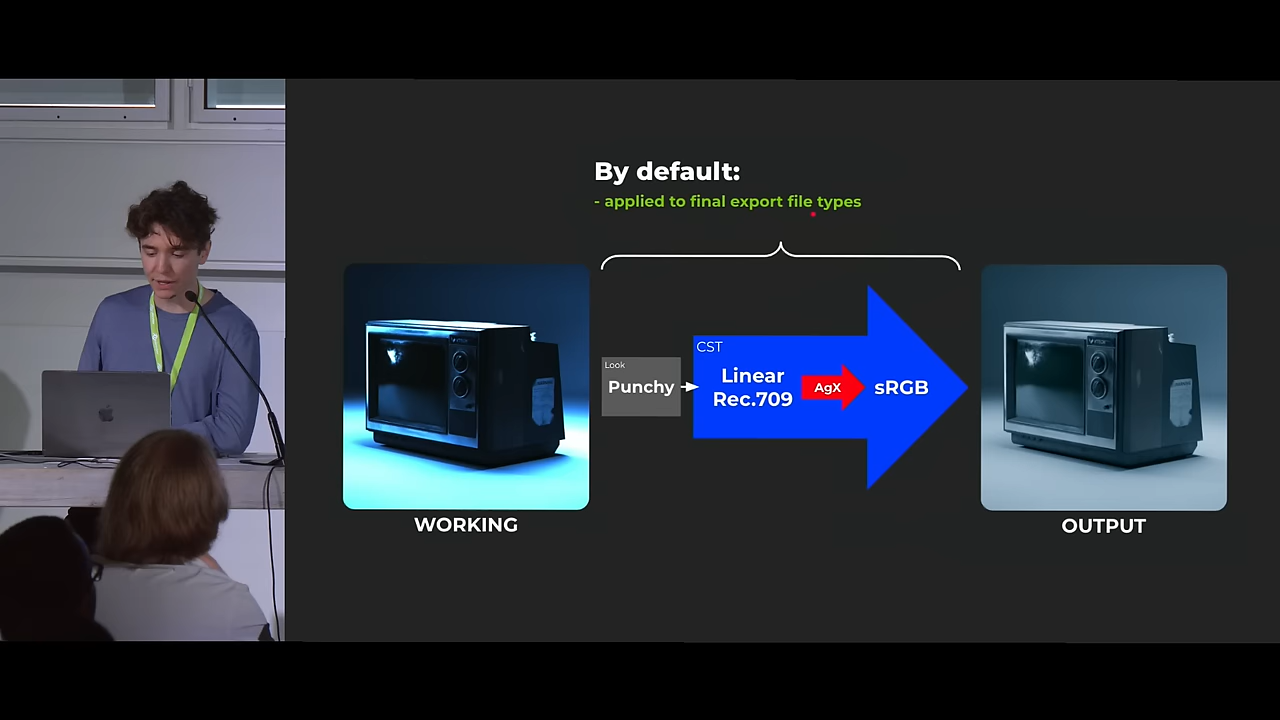 By default:
- applied to final export file types
Look
Punchy
CST
Linear
Rec.709
AgX
sRGB
WORKING
OUTPUT